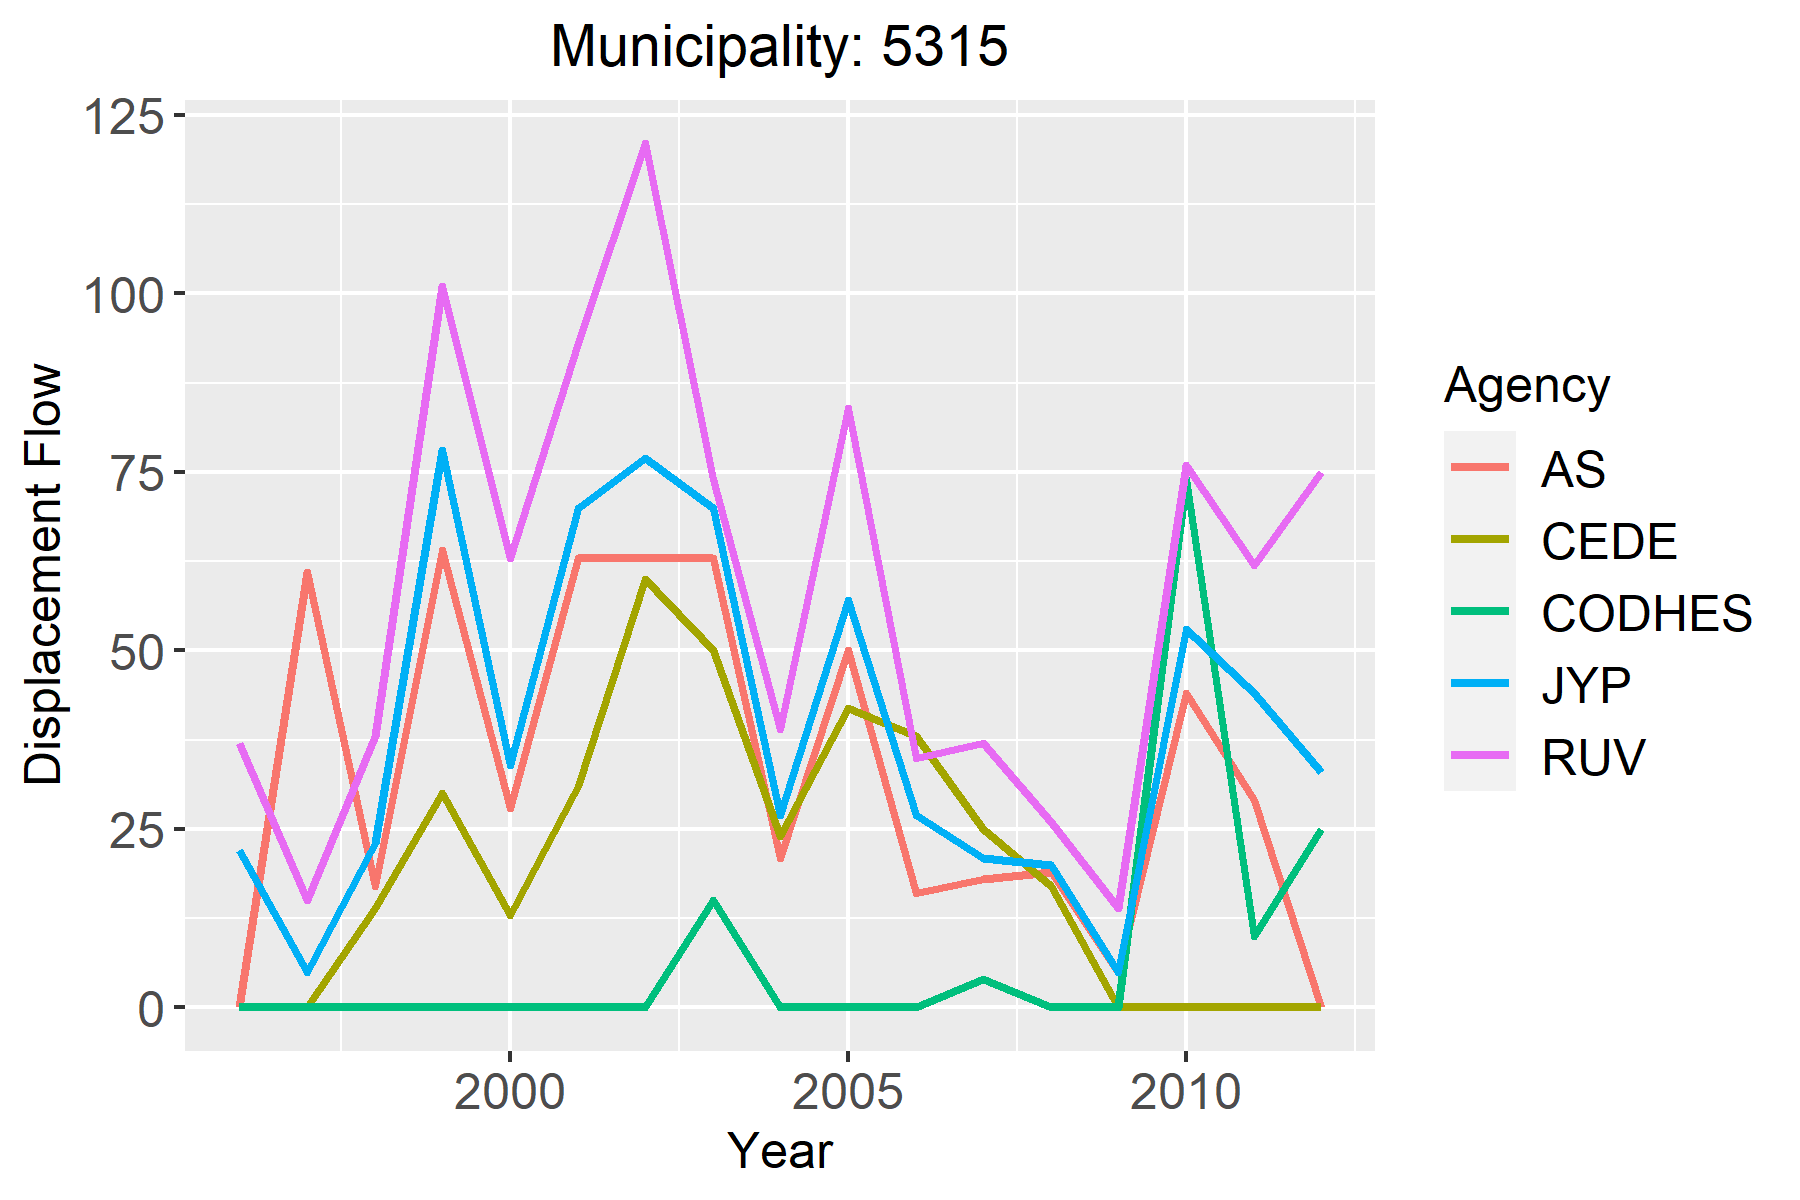 Municipality: 5315
125
100
75
50
25
0
Displacement Flow
2000 2005 2010
Year
Agency
AS
CEDE
CODHES
JYP
RUV